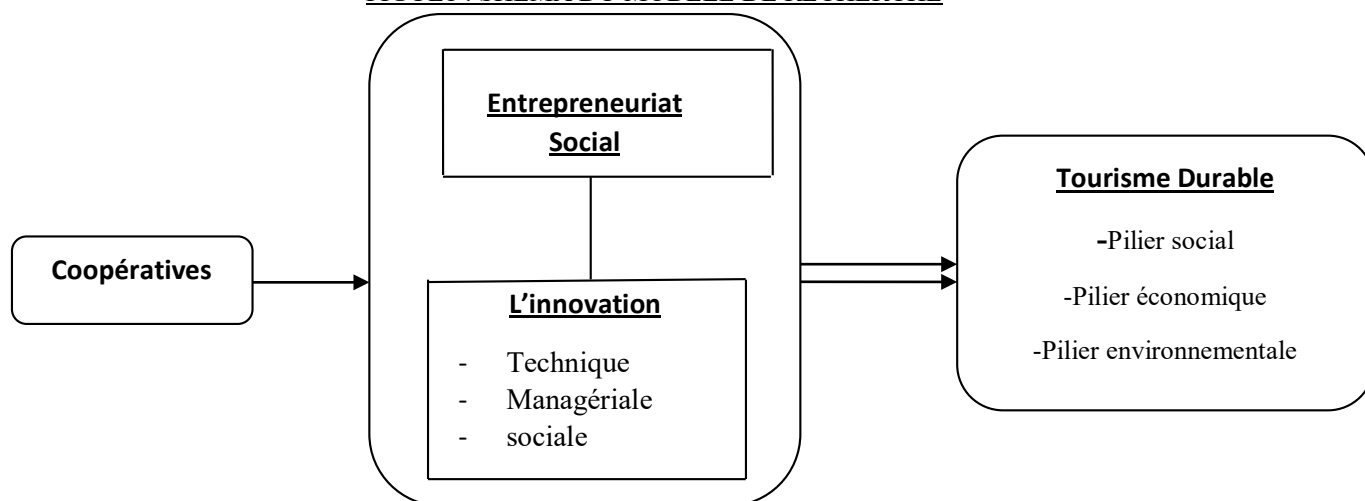 Entrepreneuriat
Social
Tourisme Durable
-Pilier social
Coopératives
-Pilier économique
L’innovation
-Pilier environnementale
- Technique
- Managériale
- sociale